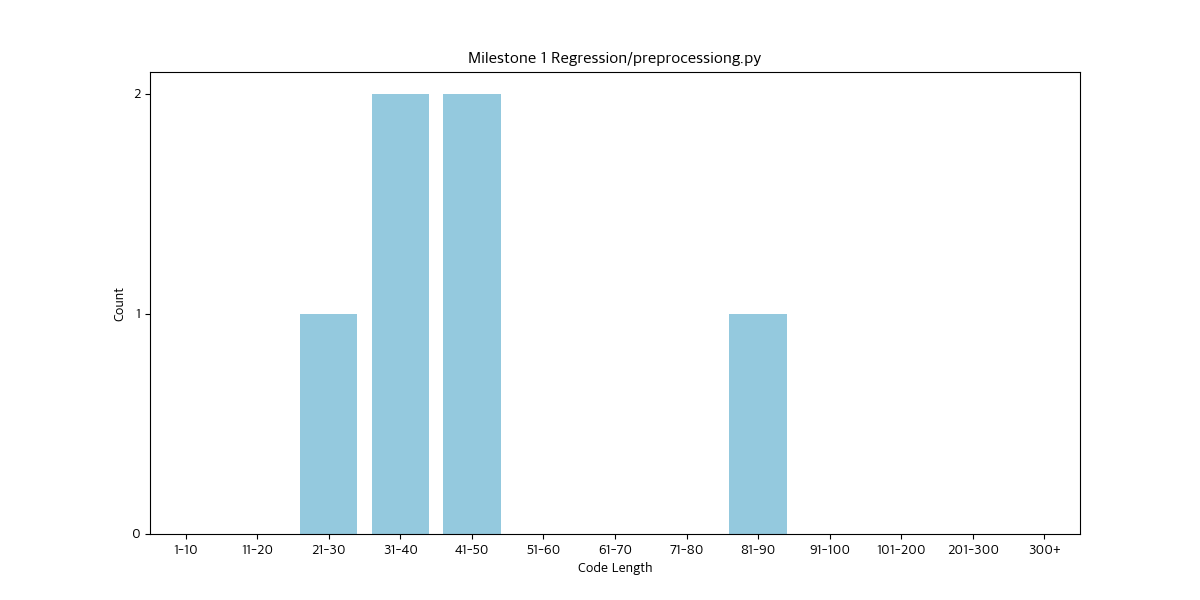 Milestone 1 Regression/preprocessiong.py
2
1
0
Count
1-10 11-20 21-30 31-40 41-50 51-60 61-70 71-80 81-90 91-100 101-200 201-300 300+
Code Length